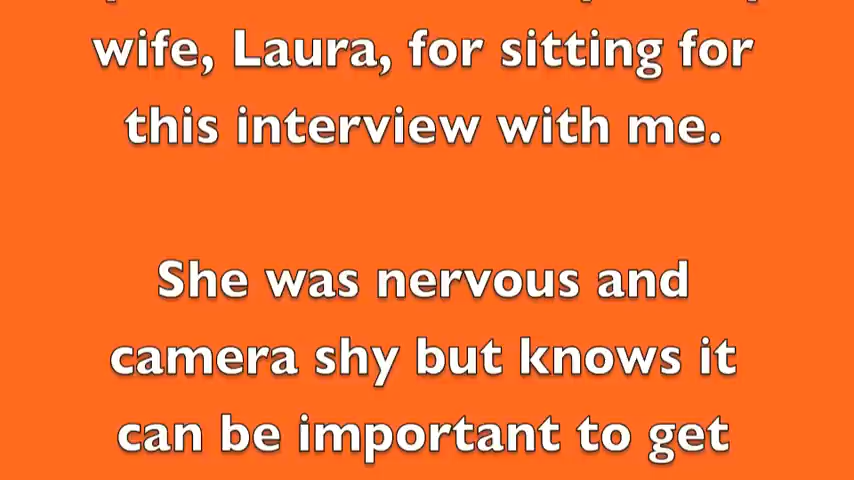 wife, Laura, for sitting for
this interview with me.
She was nervous and
camera shy but knows it
can be important to get